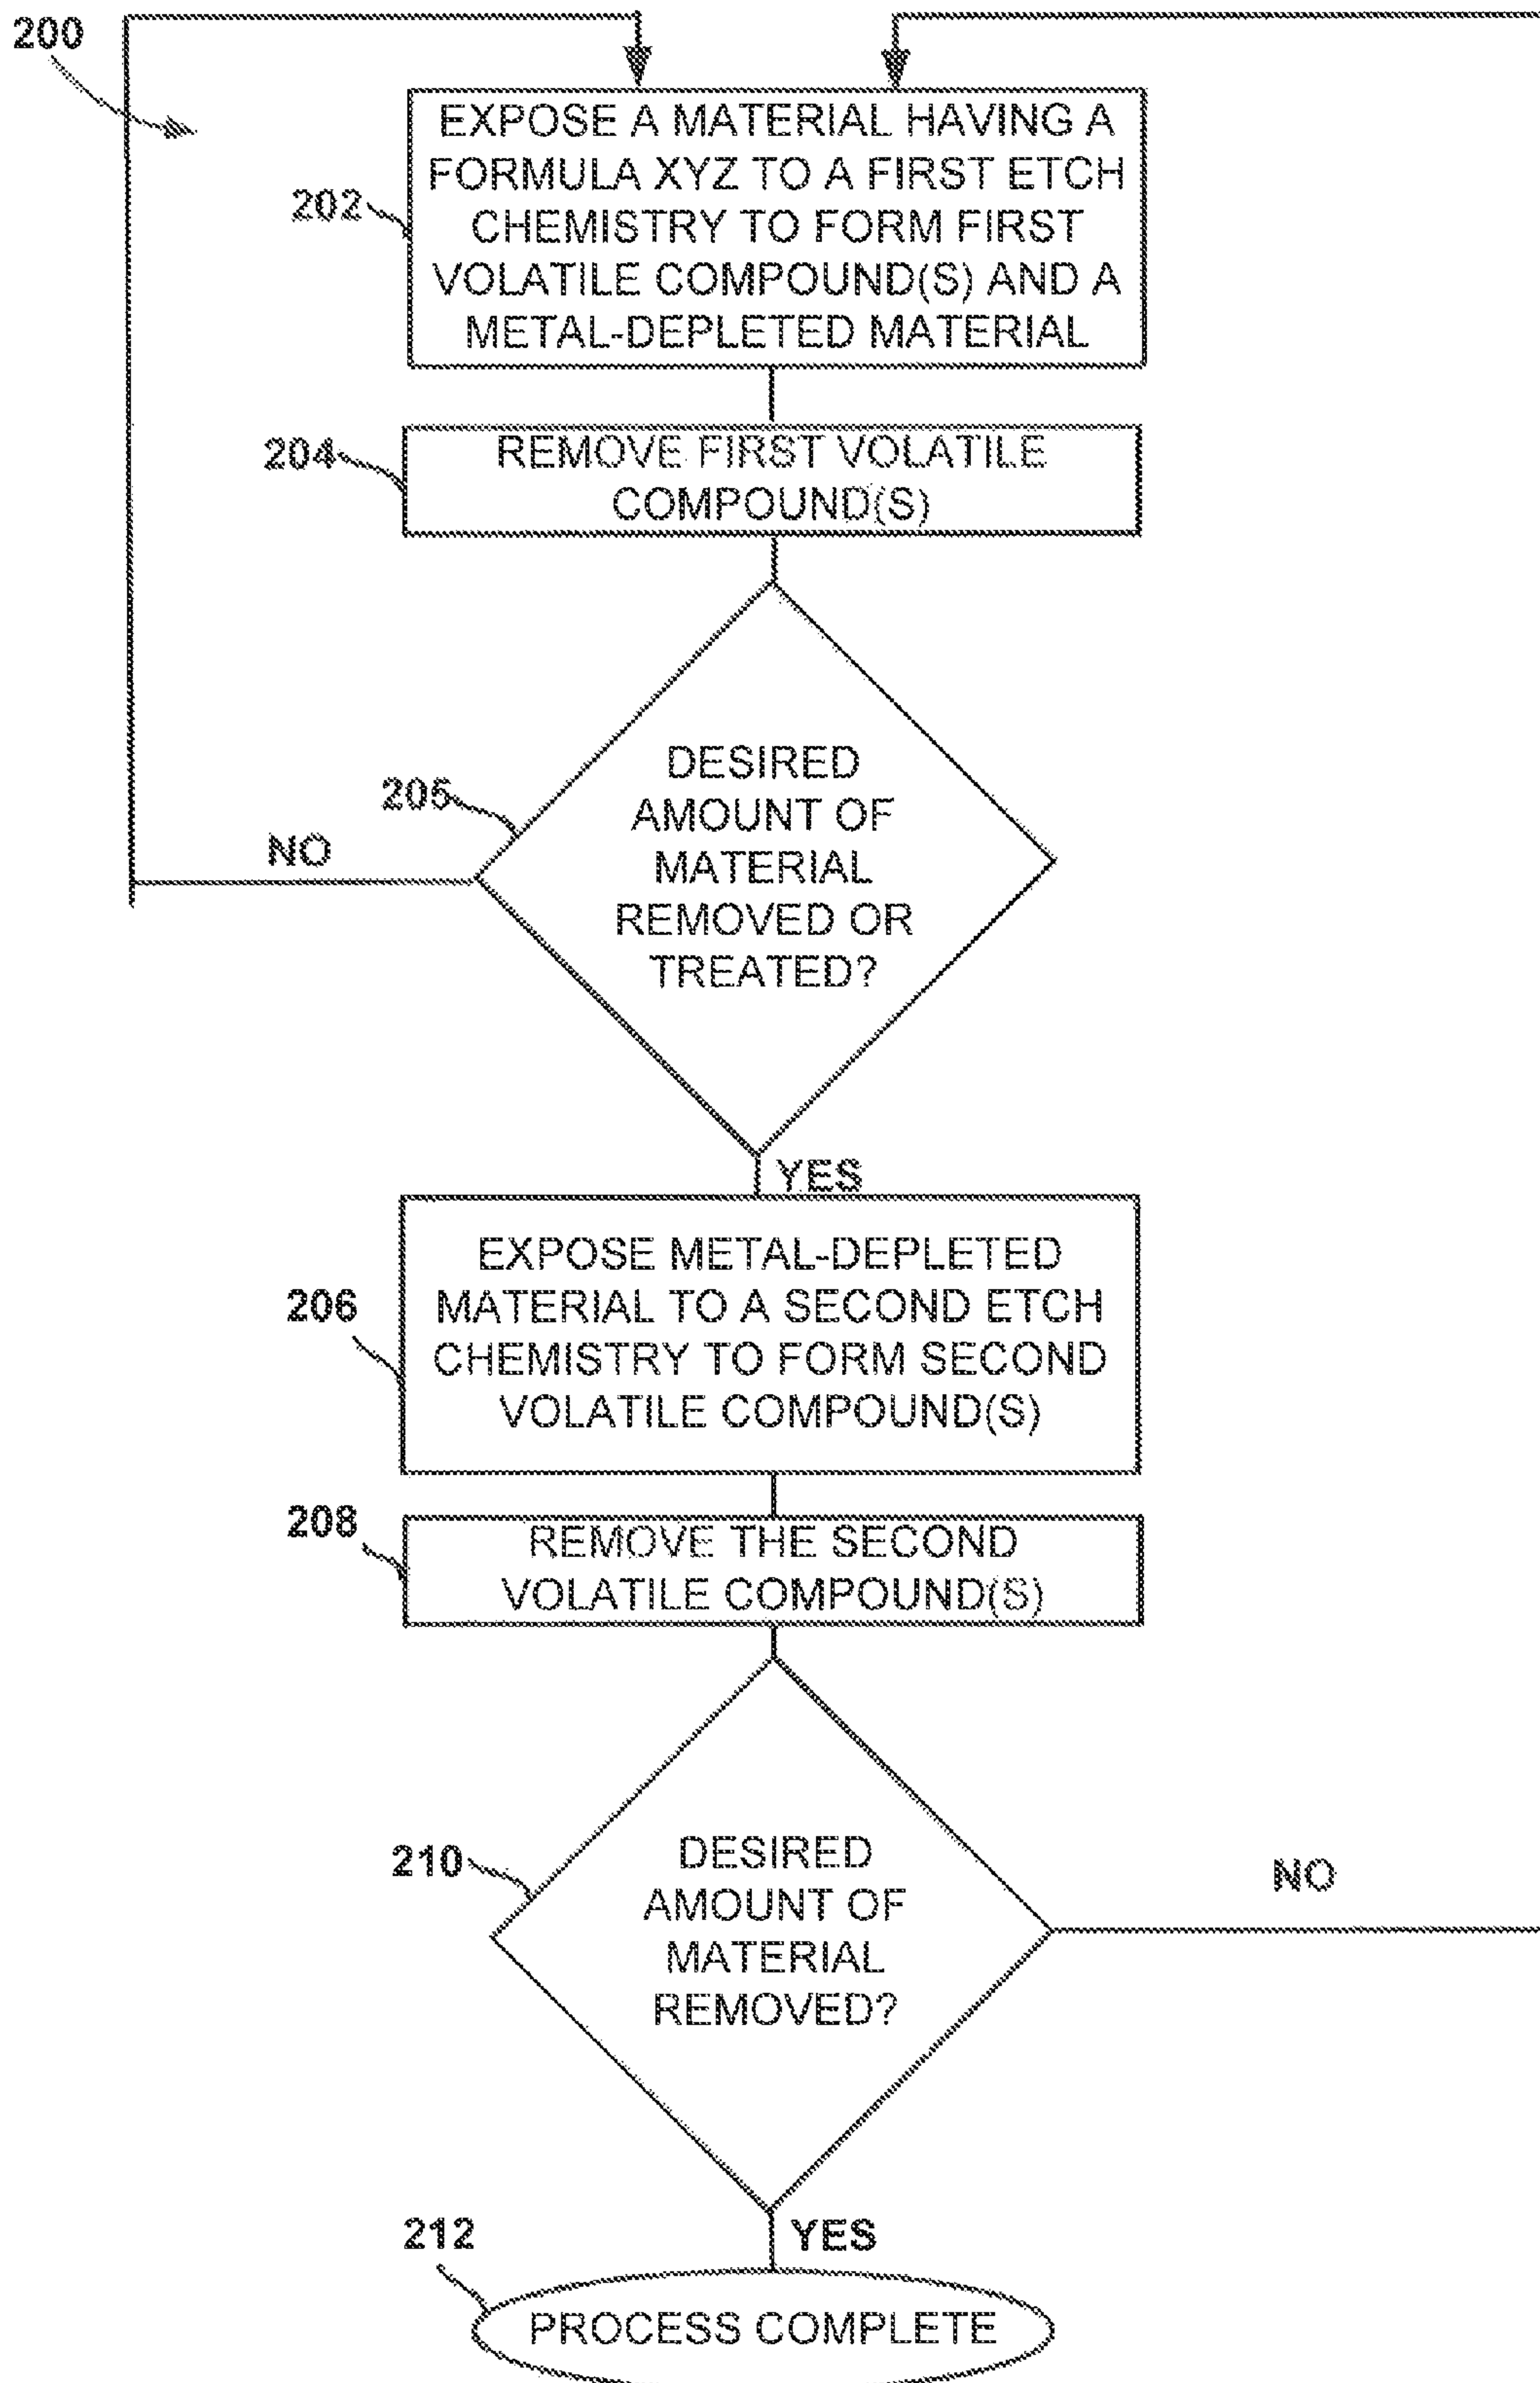 200
EXPOSE A MATERIAL HAVING A
FORMULA XYZ TO A FIRST ETCH
CHEMISTRY TO FORM FIRST
VOLATILE COMPOUND(S) AND A
METAL-DEPLETED MATERIAL
202
REMOVE FIRST VOLATILE
COMPOUND(S)
204
DESIRED
AMOUNT OF
MATERIAL
REMOVED OR
TREATED?
205
NO
YES
EXPOSE METAL-DEPLETED
MATERIAL TO A SECOND ETCH
CHEMISTRY TO FORM SECOND
VOLATILE COMPOUND(S)
206
REMOVE THE SECOND
VOLATILE COMPOUND(S)
208
DESIRED
AMOUNT OF
MATERIAL
REMOVED?
210
NO
YES
212
PROCESS COMPLETE